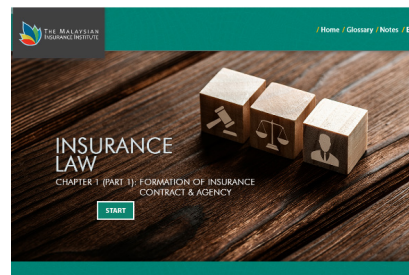 THE MALAYSIAN
INSURANCE INSTITUTE
/ Home / Glossary / Notes / E
INSURANCE
LAW
CHAPTER 1 (PART 1): FORMATION OF INSURANCE
CONTRACT & AGENCY
START